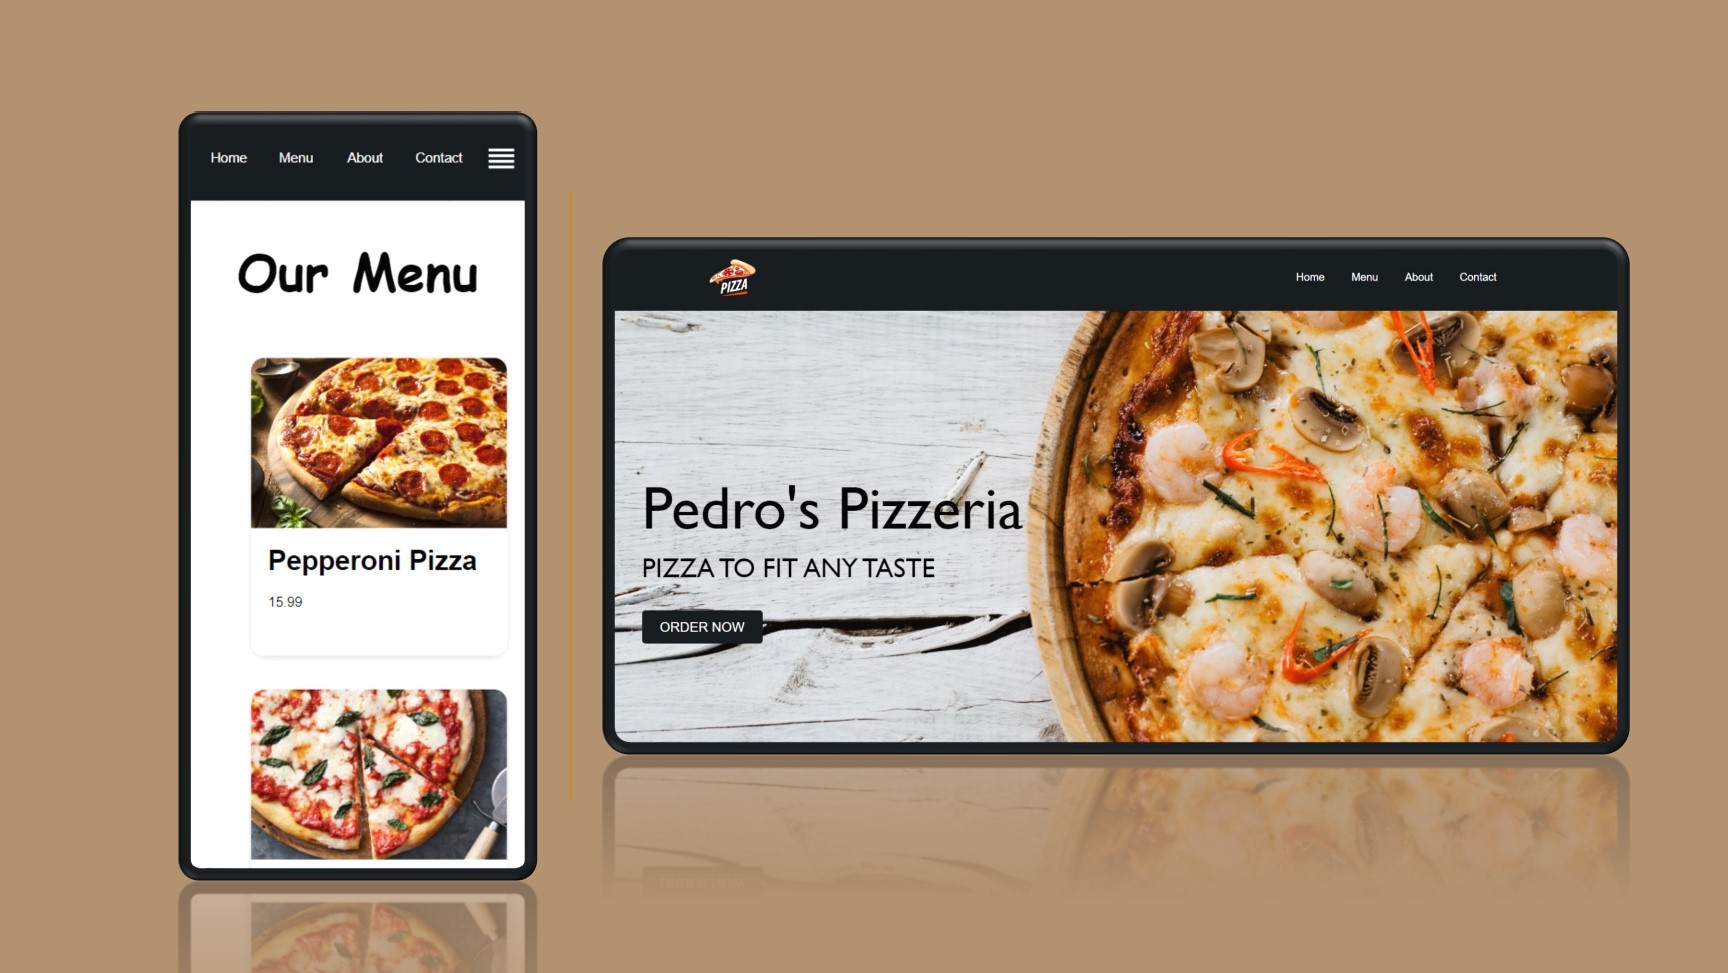 Home Menu About Contact
Our Menu
Pepperoni Pizza
15.99
PIZZA
Home Menu About Contact
Pedro's Pizzeria
PIZZA TO FIT ANY TASTE
ORDER NOW